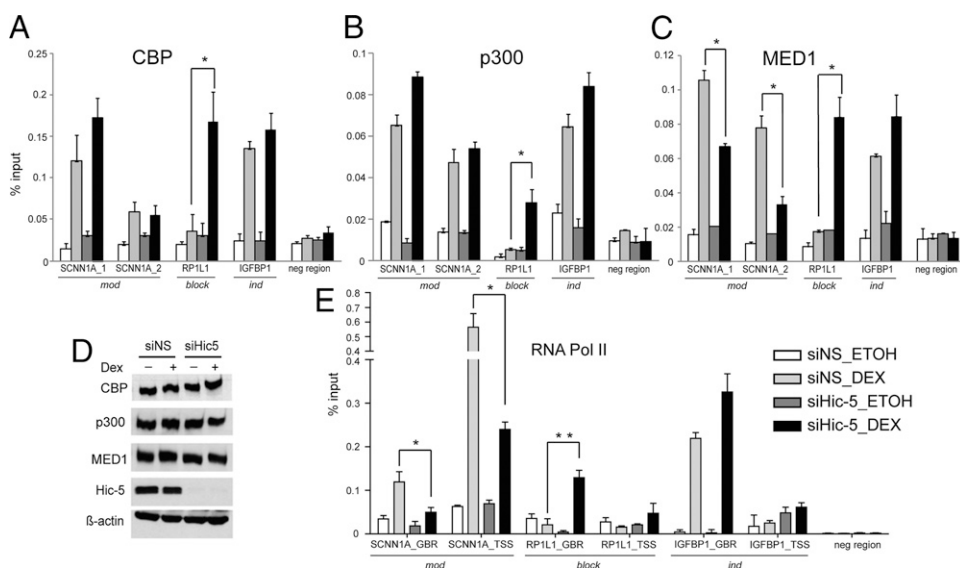 A
CBP
% input
0.25
0.2
0.15
0.1
0.05
0
*
SCNN1A_1 SCNN1A_2 RP1L1 IGFBP1 neg region
mod block ind
B
p300
0.1
0.08
0.06
0.04
0.02
0
*
SCNN1A_1 SCNN1A_2 RP1L1 IGFBP1 neg region
mod block ind
C
MED1
0.12
0.10
0.08
0.06
0.04
0.02
0
* * *
SCNN1A_1 SCNN1A_2 RP1L1 IGFBP1 neg region
mod block ind
D
siNS siHic5
Dex − + − +
CBP
p300
MED1
Hic-5
ß-actin
E
RNA Pol II
% input
0.8
0.7
0.6
0.5
0.4
0.3
0.4
0.3
0.2
0.1
0
*
*
* *
SCNN1A_GBR SCNN1A_TSS RP1L1_GBR RP1L1_TSS IGFBP1_GBR IGFBP1_TSS neg region
mod block ind
siNS_ETOH
siNS_DEX
siHic-5_ETOH
siHic-5_DEX